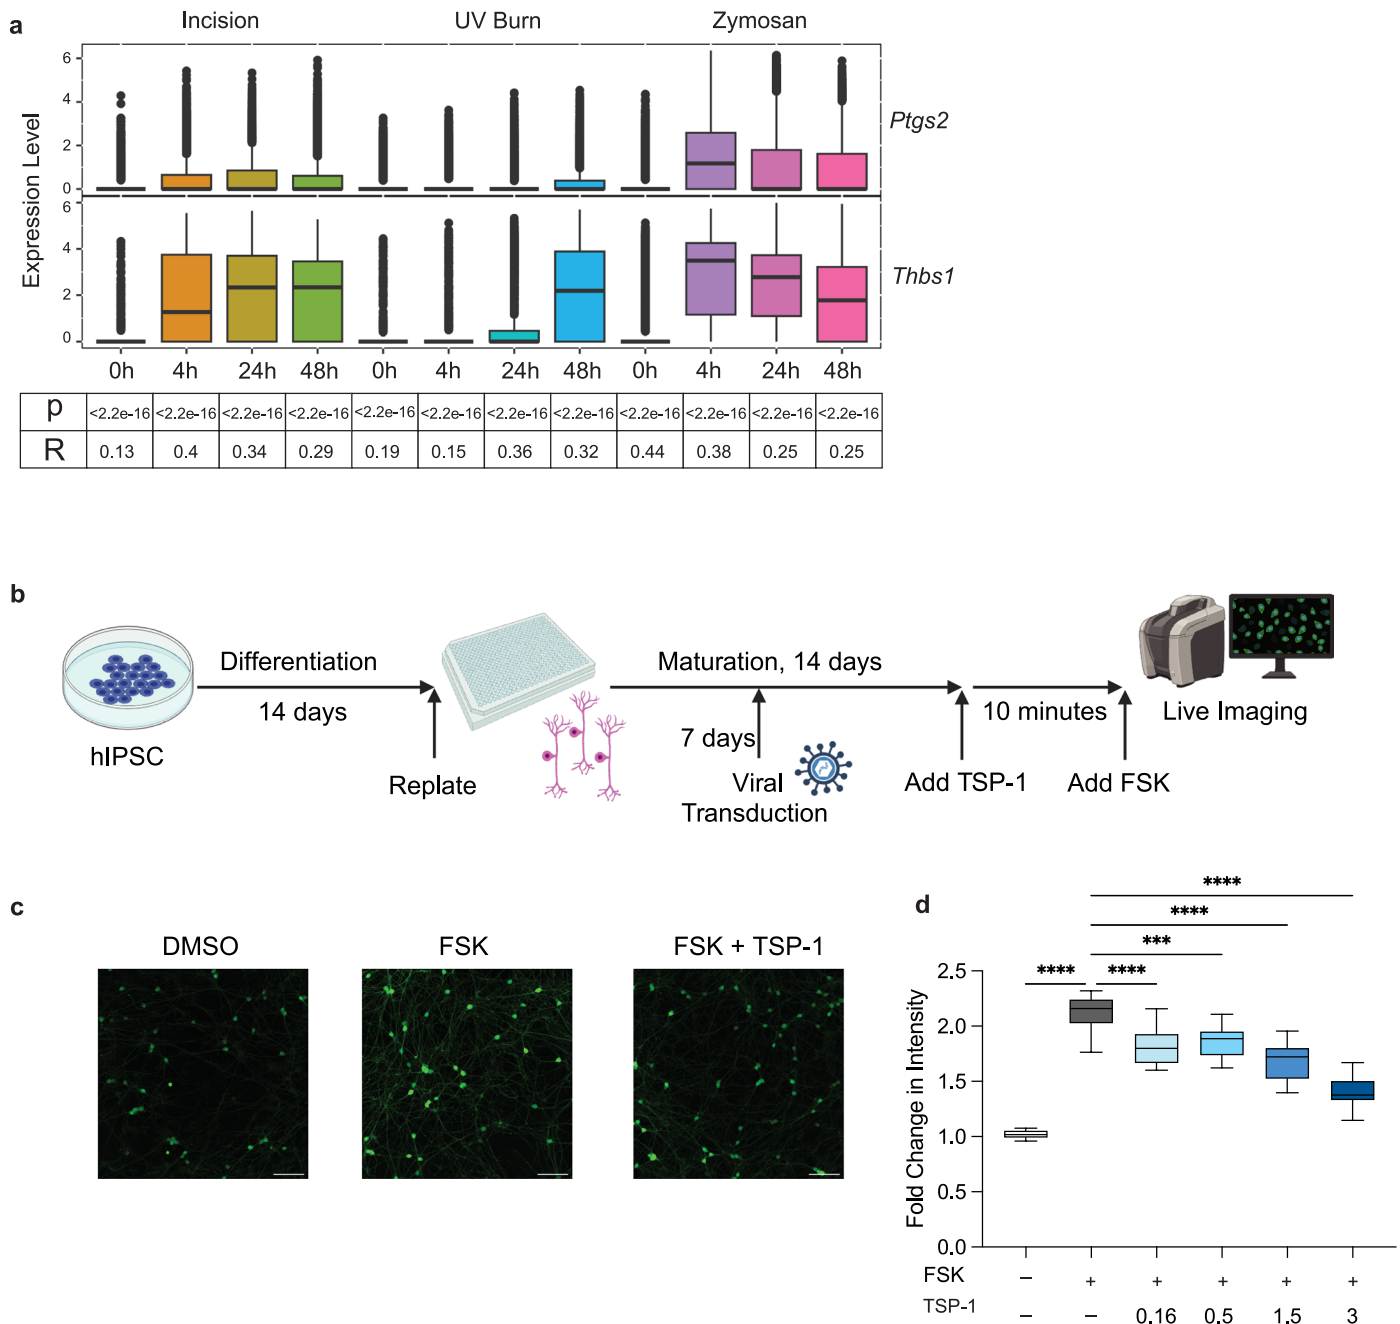 a
Incision UV Burn Zymosan
Expression Level
6
4
2
0
Ptgs2
Expression Level
6
4
2
0
Thbs1
0h 4h 24h 48h 0h 4h 24h 48h 0h 4h 24h 48h
p <2.2e-16 <2.2e-16 <2.2e-16 <2.2e-16 <2.2e-16 <2.2e-16 <2.2e-16 <2.2e-16 <2.2e-16 <2.2e-16 <2.2e-16 <2.2e-16
R 0.13 0.4 0.34 0.29 0.19 0.15 0.36 0.32 0.44 0.38 0.25 0.25
b
Differentiation
14 days
hIPSC
Replate
Maturation, 14 days
7 days
Viral
Transduction
10 minutes
Add TSP-1
Add FSK
Live Imaging
c
DMSO FSK FSK + TSP-1
d
****
****
***
**** ****
Fold Change in Intensity
2.5
2.0
1.5
1.0
0.5
0.0
FSK − + + + + +
TSP-1 − − 0.16 0.5 1.5 3